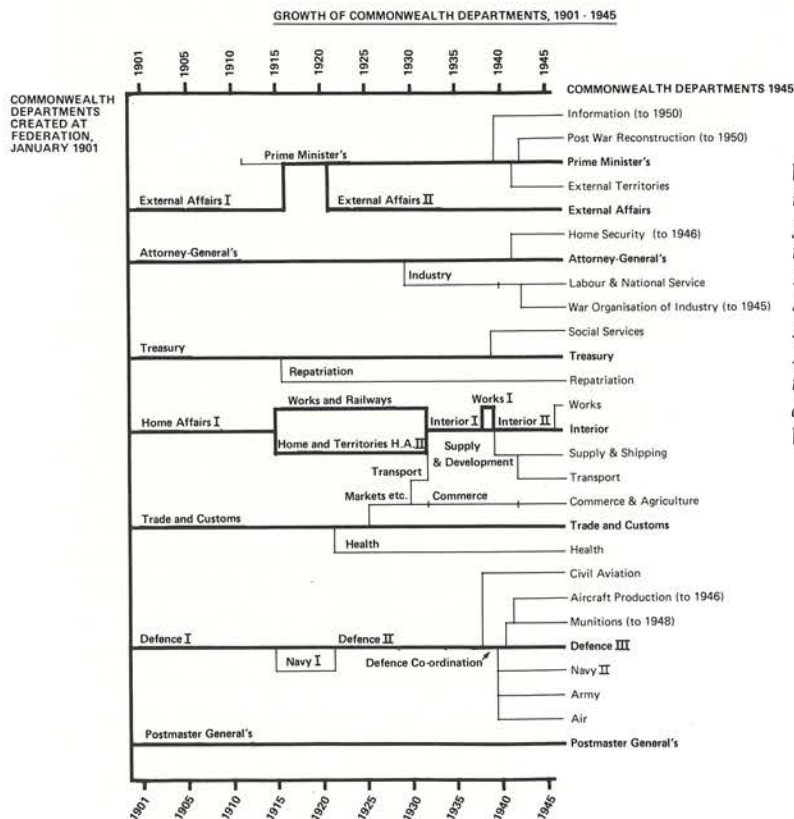 GROWTH OF COMMONWEALTH DEPARTMENTS, 1901 - 1945
1901 1905 1910 1915 1920 1925 1930 1935 1940 1945
COMMONWEALTH DEPARTMENTS 1945
COMMONWEALTH
DEPARTMENTS
CREATED AT
FEDERATION,
JANUARY 1901
Information (to 1950)
Post War Reconstruction (to 1950)
Prime Minister's
Prime Minister's
External Territories
External Affairs I
External Affairs II
External Affairs
Home Security (to 1946)
Attorney-General's
Attorney-General's
Industry
Labour & National Service
War Organisation of Industry (to 1945)
Social Services
Treasury
Treasury
Repatriation
Repatriation
Works and Railways
Works I
Works
Home Affairs I
Interior I
Interior II
Interior
Home and Territories H.A.II
Supply
& Development
Supply & Shipping
Transport
Transport
Markets etc.
Commerce
Commerce & Agriculture
Trade and Customs
Trade and Customs
Health
Health
Civil Aviation
Aircraft Production (to 1946)
Munitions (to 1948)
Defence I
Defence II
Defence III
Navy I
Defence Co-ordination
Navy II
Army
Air
Postmaster General's
Postmaster General's
1901 1905 1910 1915 1920 1925 1930 1935 1940 1945